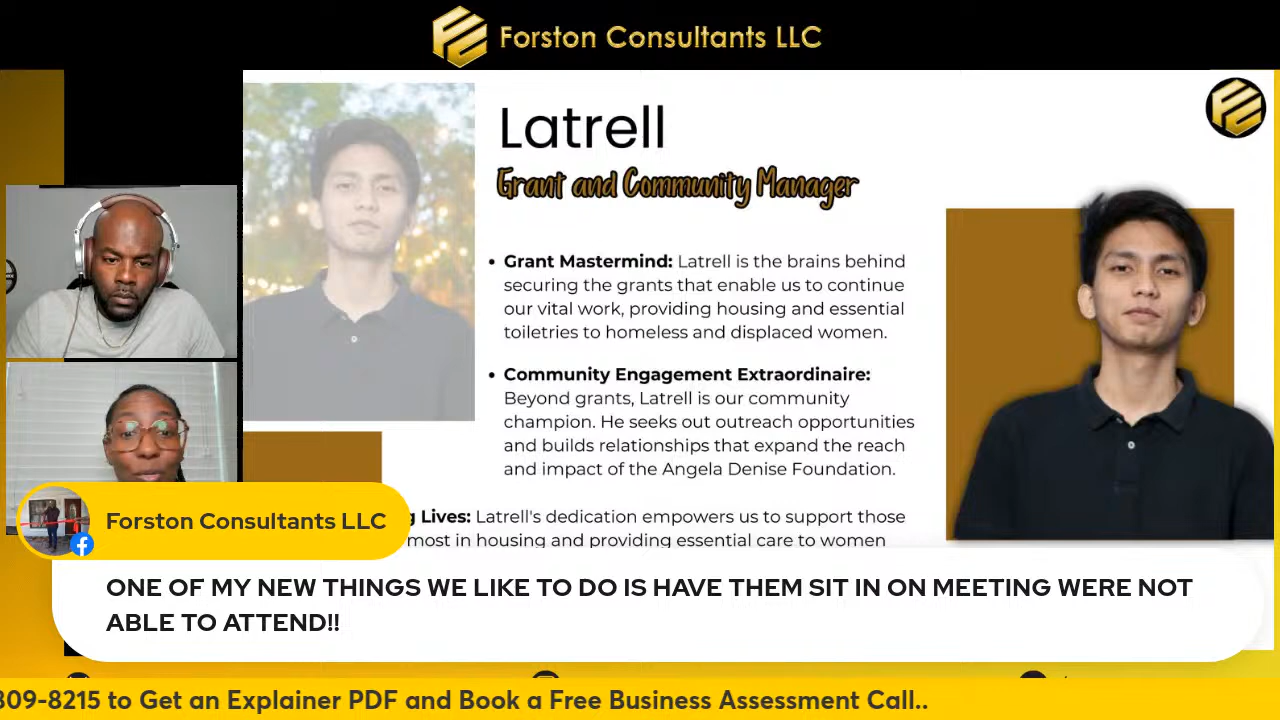 Forston Consultants LLC
Latrell
Grant and Community Manager
• Grant Mastermind: Latrell is the brains behind
securing the grants that enable us to continue
our vital work, providing housing and essential
toiletries to homeless and displaced women.
• Community Engagement Extraordinaire:
Beyond grants, Latrell is our community
champion. He seeks out outreach opportunities
and builds relationships that expand the reach
and impact of the Angela Denise Foundation.
g Lives: Latrell's dedication empowers us to support those
most in housing and providing essential care to women
Forston Consultants LLC
ONE OF MY NEW THINGS WE LIKE TO DO IS HAVE THEM SIT IN ON MEETING WERE NOT
ABLE TO ATTEND!!
309-8215 to Get an Explainer PDF and Book a Free Business Assessment Call..